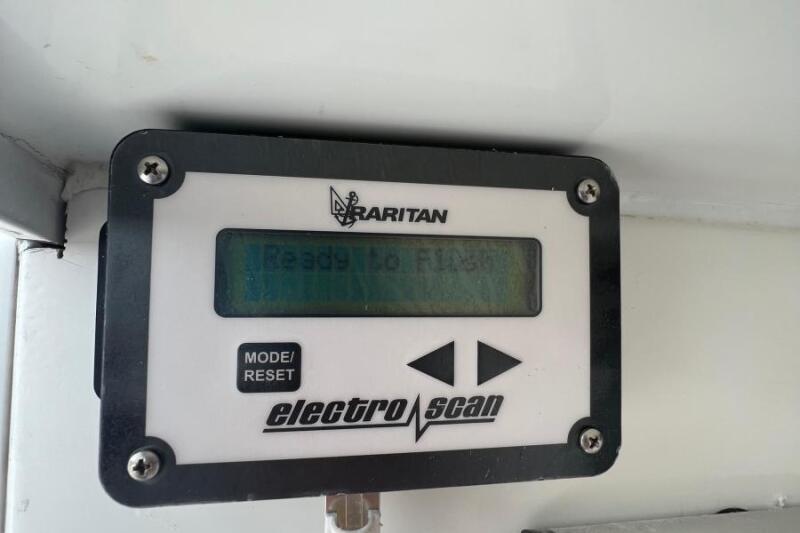 RARITAN
Ready to Flush
MODE/
RESET
electro scan